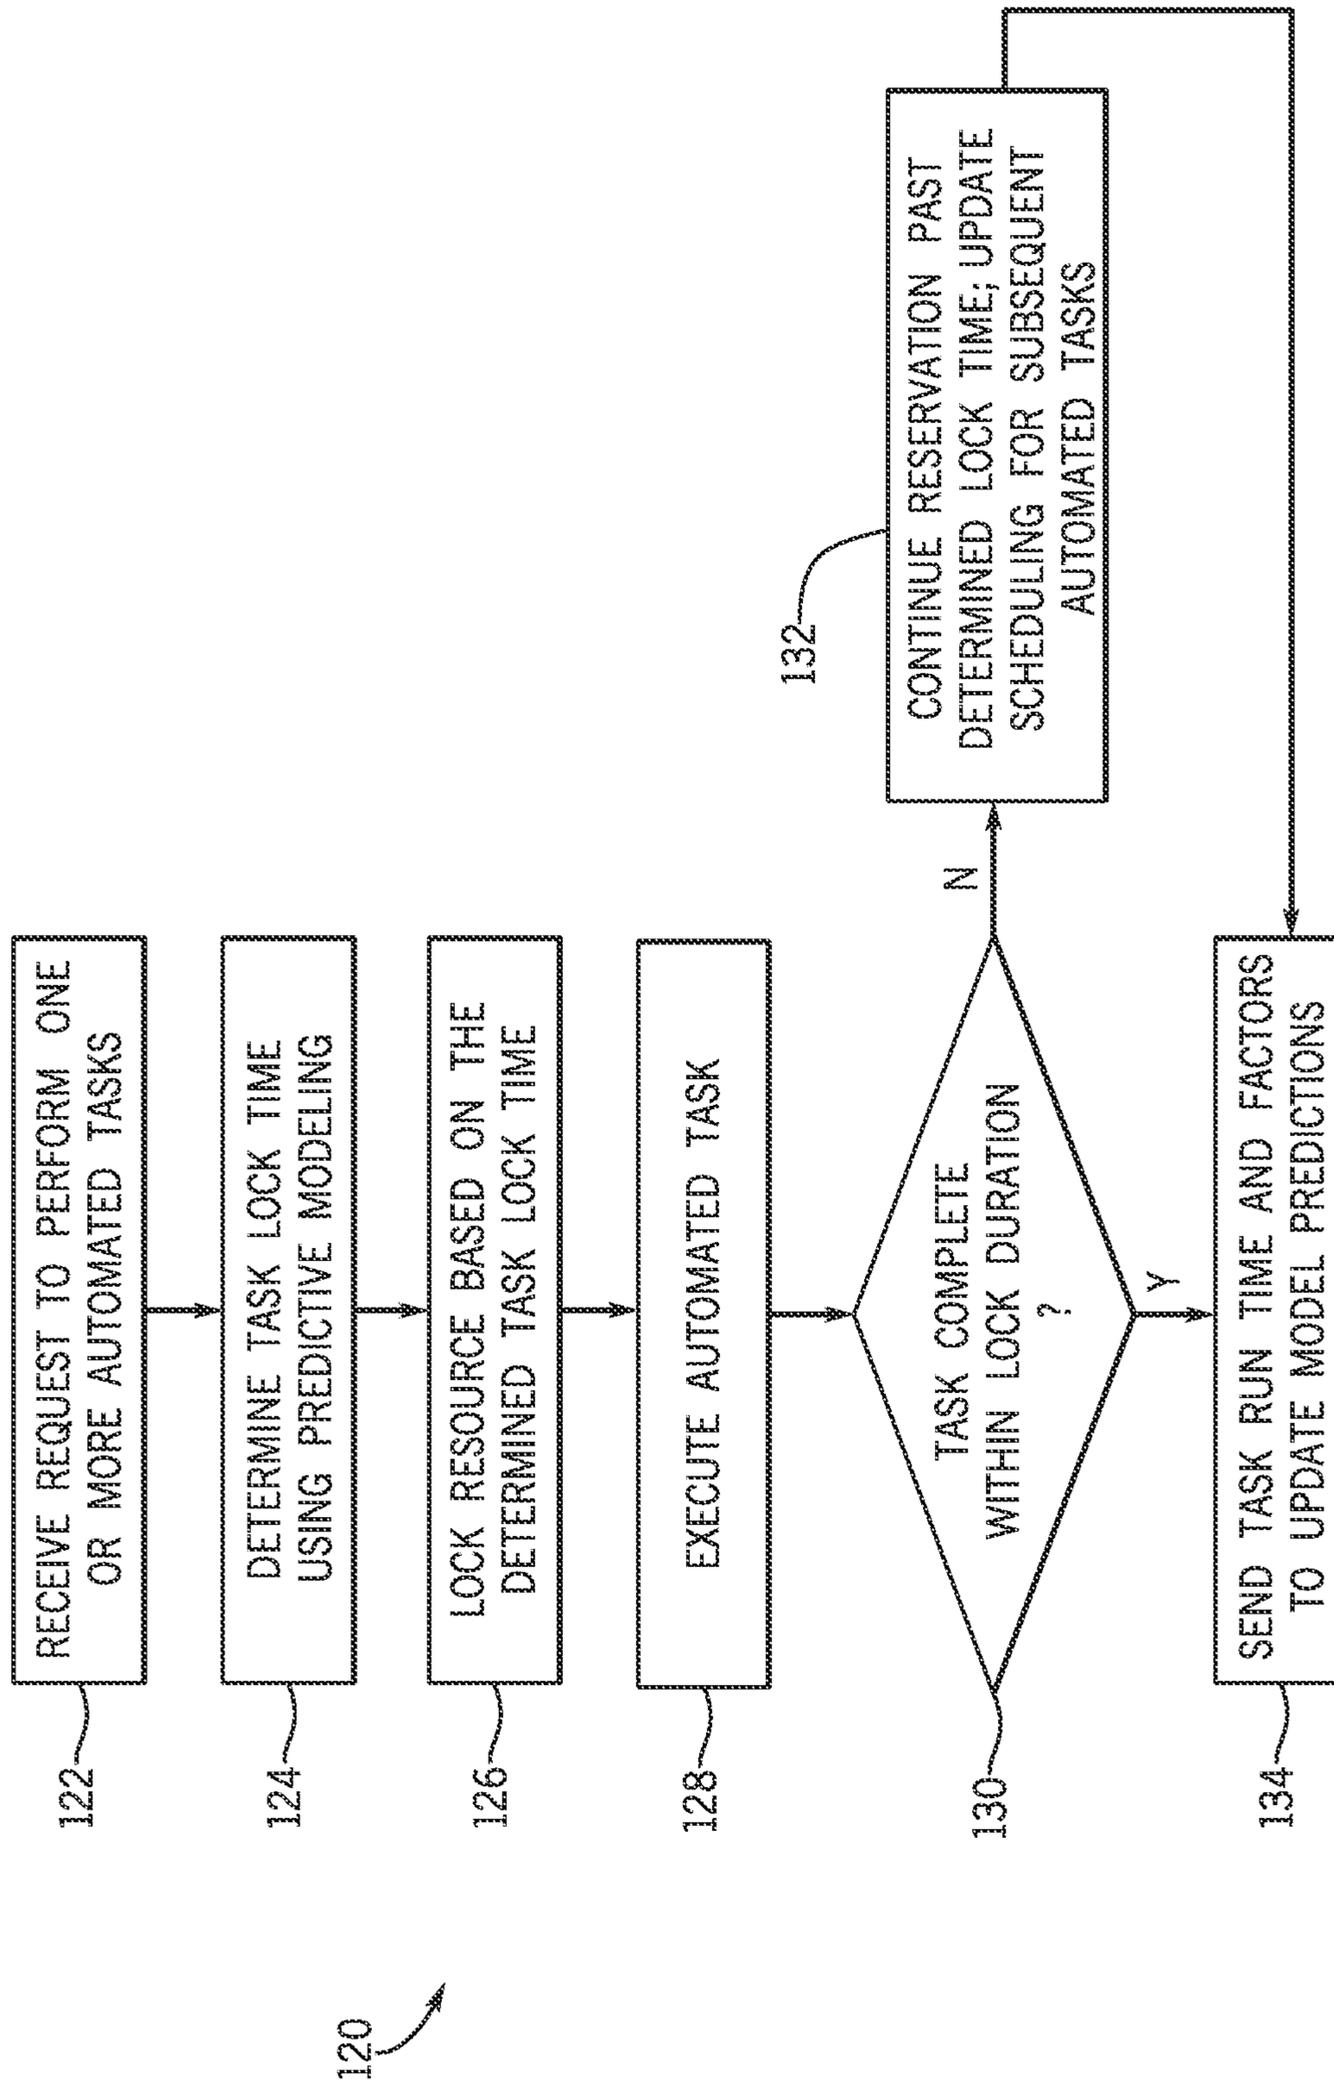 120
122
RECEIVE REQUEST TO PERFORM ONE
OR MORE AUTOMATED TASKS
124
DETERMINE TASK LOCK TIME
USING PREDICTIVE MODELING
126
LOCK RESOURCE BASED ON THE
DETERMINED TASK LOCK TIME
128
EXECUTE AUTOMATED TASK
130
TASK COMPLETE
WITHIN LOCK DURATION
?
N
Y
132
CONTINUE RESERVATION PAST
DETERMINED LOCK TIME; UPDATE
SCHEDULING FOR SUBSEQUENT
AUTOMATED TASKS
134
SEND TASK RUN TIME AND FACTORS
TO UPDATE MODEL PREDICTIONS